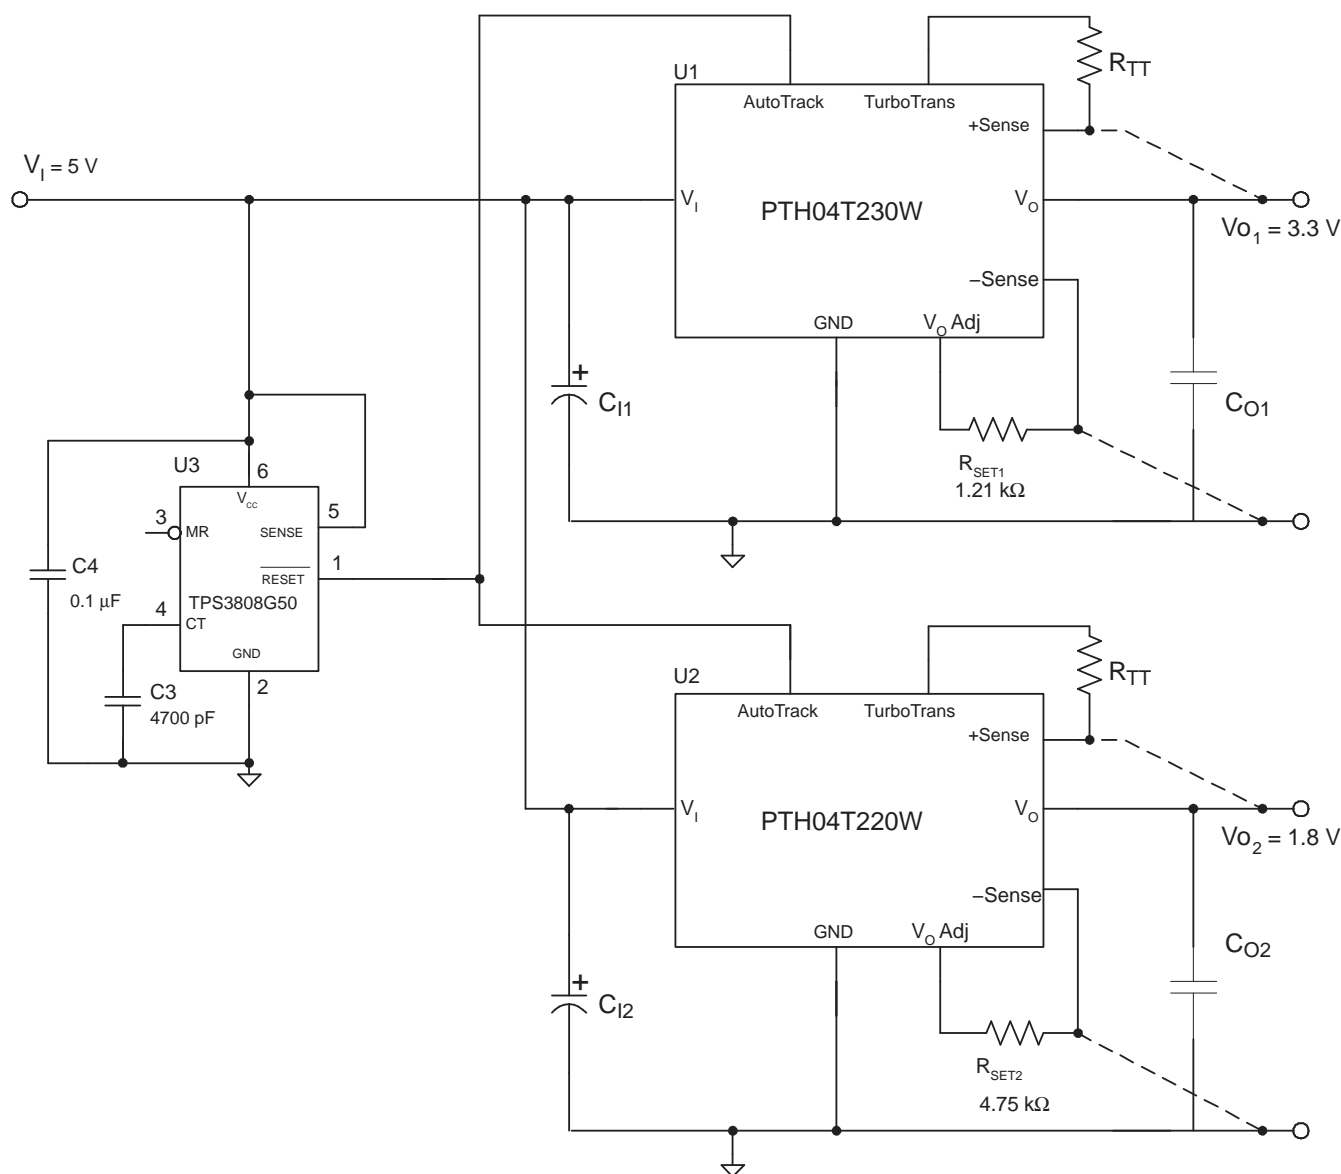 R_TT
U1
AutoTrack
TurboTrans
+Sense
V_I = 5 V
V_I
PTH04T230W
V_O
Vo_1 = 3.3 V
–Sense
GND
V_O Adj
+
C_I1
C_O1
R_SET1
1.21 kΩ
U3
6
V_CC
5
3
MR
SENSE
1
RESET
C4
0.1 μF
TPS3808G50
4
CT
GND
2
C3
4700 pF
R_TT
U2
AutoTrack
TurboTrans
+Sense
V_I
PTH04T220W
V_O
Vo_2 = 1.8 V
–Sense
GND
V_O Adj
+
C_I2
C_O2
R_SET2
4.75 kΩ